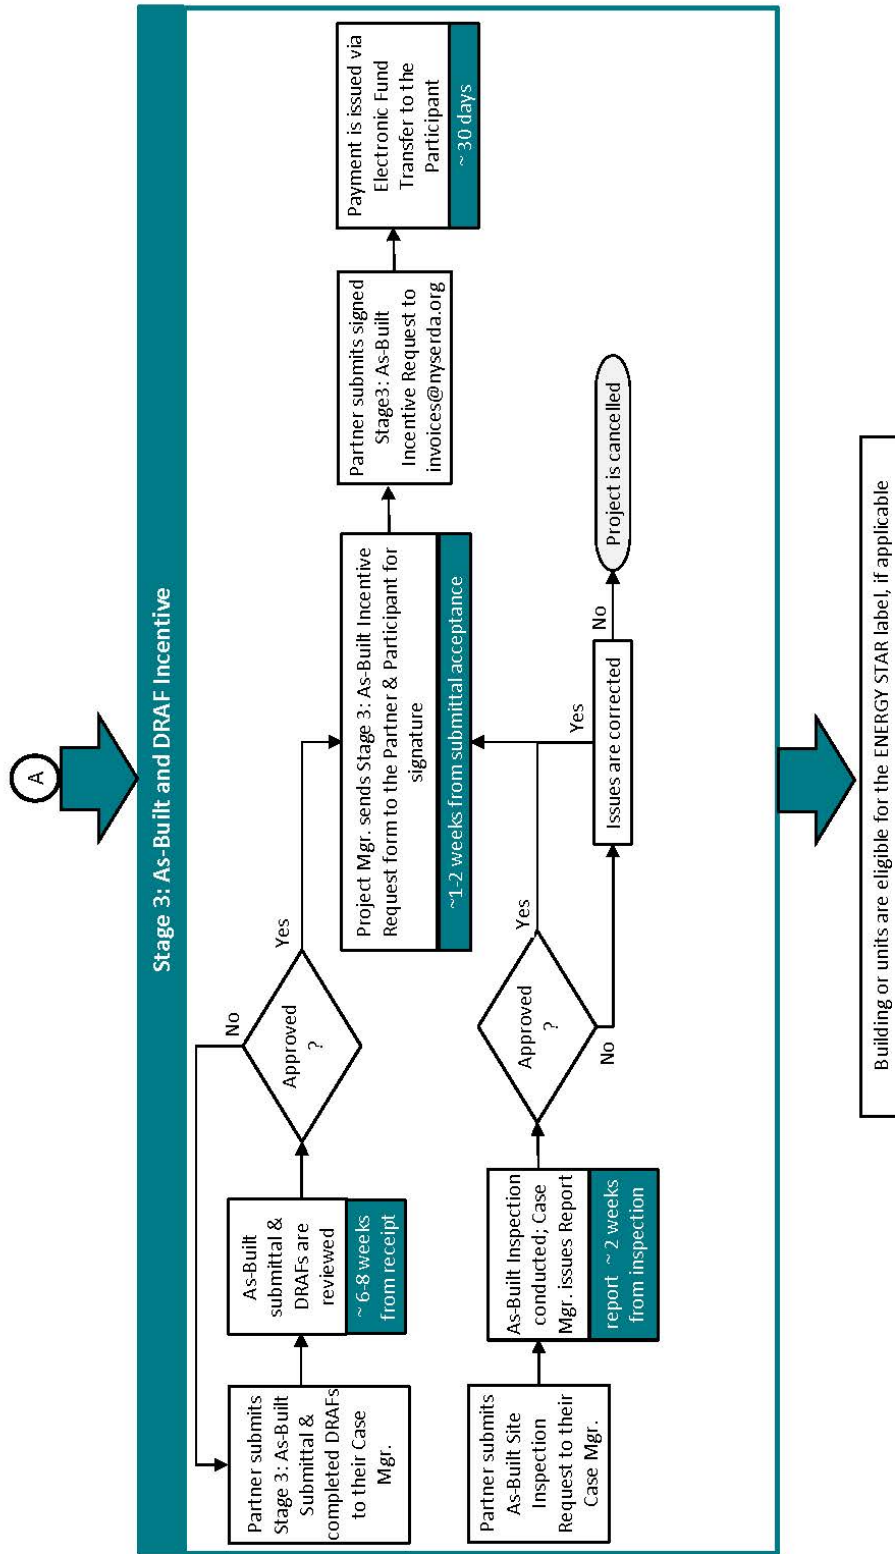 A
Stage 3: As-Built and DRAF Incentive
Partner submits
Stage 3: As-Built
Submittal &
completed DRAFs
to their Case
Mgr.
As-Built
submittal &
DRAFs are
reviewed
~ 6-8 weeks
from receipt
Approved
?
No
Yes
Project Mgr. sends Stage 3: As-Built Incentive
Request form to the Partner & Participant for
signature
~1-2 weeks from submittal acceptance
Partner submits signed
Stage3: As-Built
Incentive Request to
invoices@nyserda.org
Payment is issued via
Electronic Fund
Transfer to the
Participant
~ 30 days
Partner submits
As-Built Site
Inspection
Request to their
Case Mgr.
As-Built Inspection
conducted; Case
Mgr. issues Report
report ~ 2 weeks
from inspection
Approved
?
Yes
No
Issues are corrected
Yes
No
Project is cancelled
Building or units are eligible for the ENERGY STAR label, if applicable